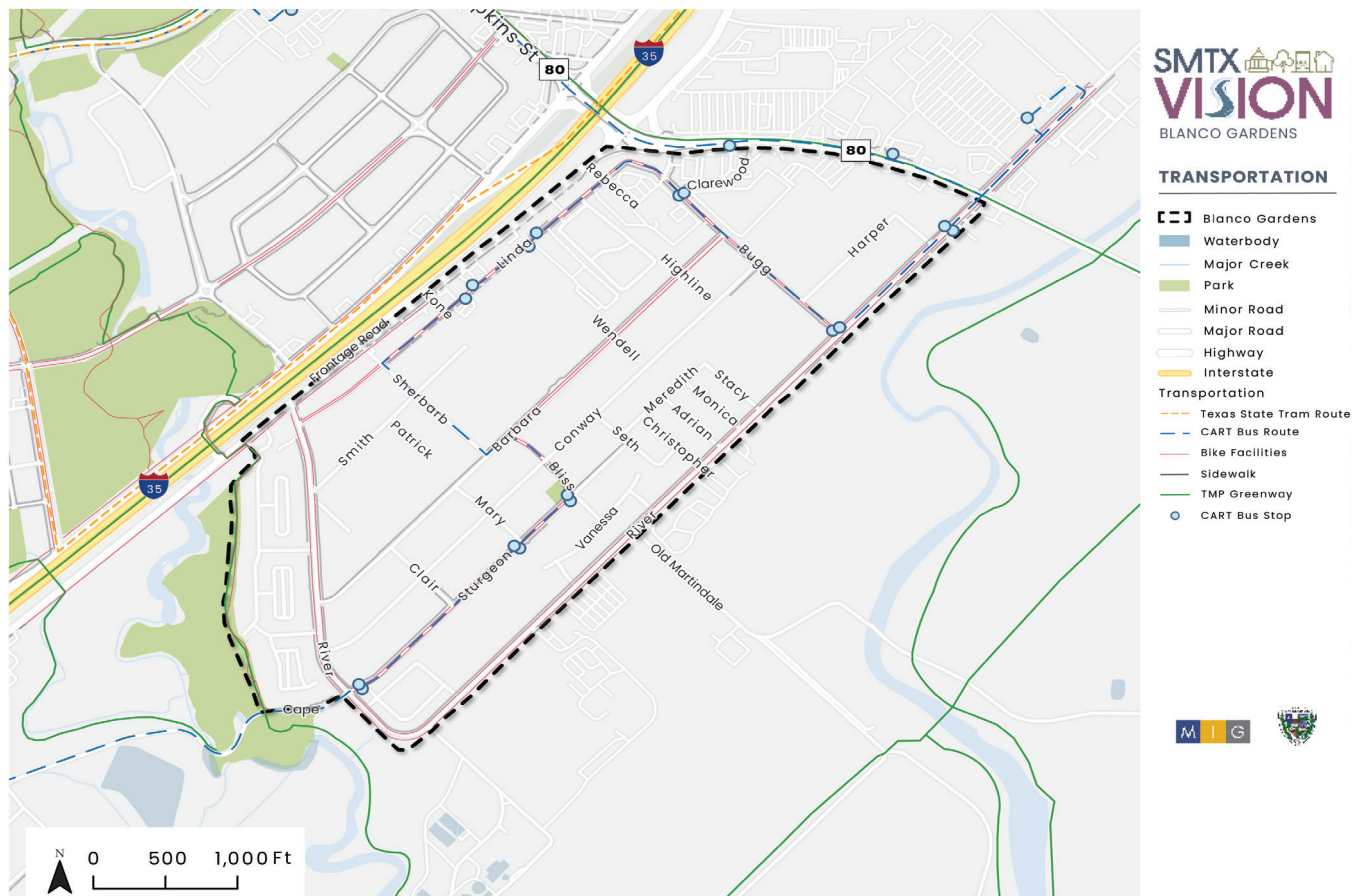 SMTX
VISION
BLANCO GARDENS
TRANSPORTATION
Blanco Gardens
Waterbody
Major Creek
Park
Minor Road
Major Road
Highway
Interstate
Transportation
Texas State Tram Route
CART Bus Route
Bike Facilities
Sidewalk
TMP Greenway
CART Bus Stop
M I G
pkins St
80
35
80
Rebecca
Clarewood
Linda
Kone
Highline
Bugg
Harper
Frontage Road
Wendell
Sherbarb
Meredith
Stacy
Monica
Adrian
Christopher
Barbara
Conway
Seth
Smith
Patrick
Bliss
35
Mary
Vanessa
River
Old Martindale
Clair
Sturgeon
River
Cape
N
0 500 1,000 Ft